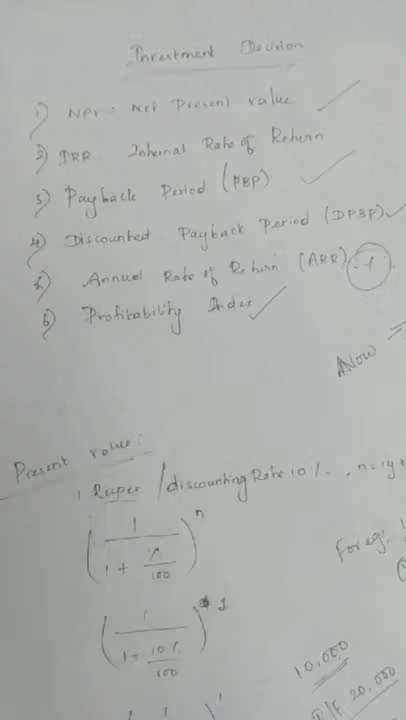 Investment Decision
1) NPV : Net Present value
2) IRR Internal Rate of Return
3) Payback Period (PBP)
4) Discounted Payback Period (DPBP)
5) Annual Rate of Return (ARR)
6) Profitability Index
Present value :
1 Rupee / discounting Rate 10%, n=1y
(1 / 1 + r/100)^n
For eg:
(1 / 1 + 10%/100)^1
10,000
20,000